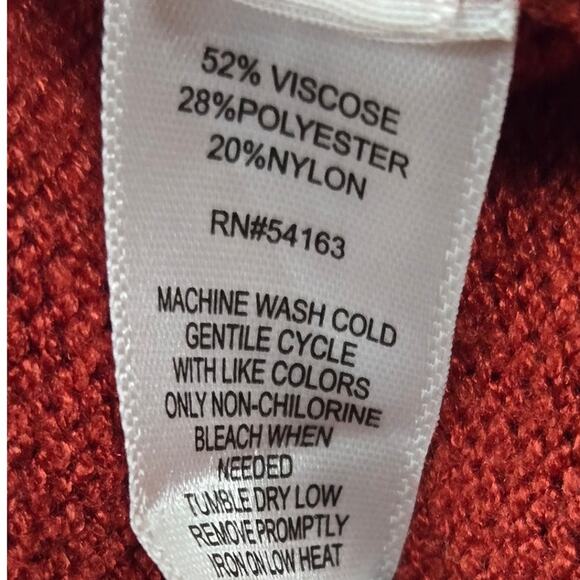 52% VISCOSE
28%POLYESTER
20%NYLON
RN#54163
MACHINE WASH COLD
GENTILE CYCLE
WITH LIKE COLORS
ONLY NON-CHILORINE
BLEACH WHEN
NEEDED
TUMBLE DRY LOW
REMOVE PROMPTLY
IRON ON LOW HEAT